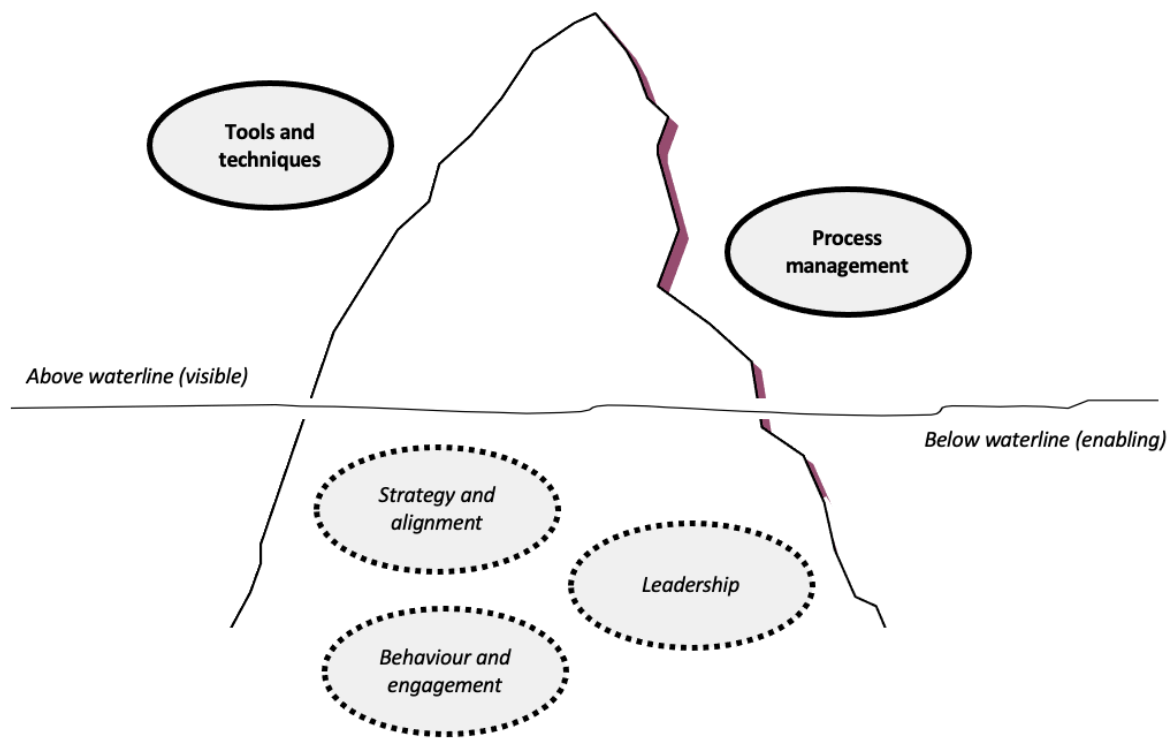 Tools and
techniques
Process
management
Above waterline (visible)
Below waterline (enabling)
Strategy and
alignment
Leadership
Behaviour and
engagement